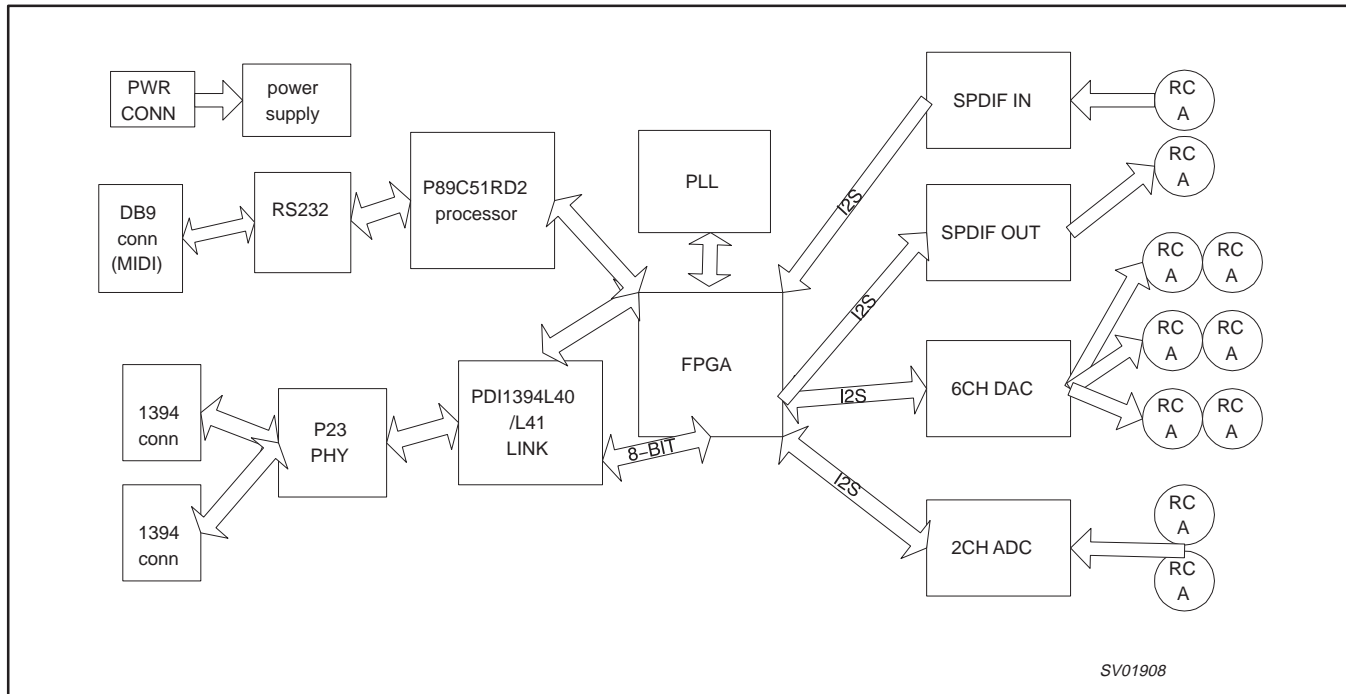 PWR
CONN
power
supply
DB9
conn
(MIDI)
RS232
P89C51RD2
processor
PLL
SPDIF IN
RC
A
I2S
SPDIF OUT
RC
A
I2S
FPGA
6CH DAC
I2S
RC
A
RC
A
RC
A
RC
A
RC
A
RC
A
1394
conn
1394
conn
P23
PHY
PDI1394L40
/L41
LINK
8–BIT
I2S
2CH ADC
RC
A
RC
A
SV01908